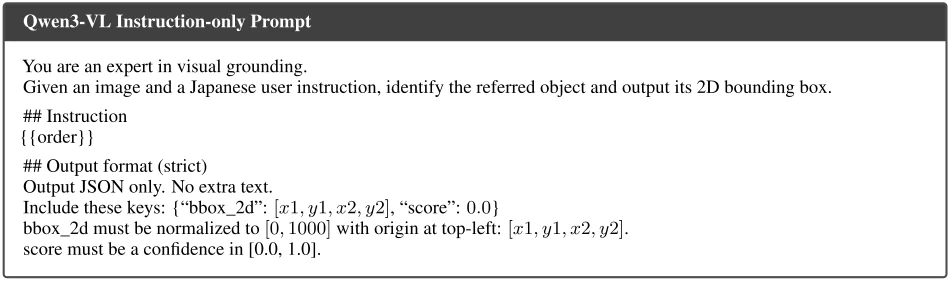 Qwen3-VL Instruction-only Prompt
You are an expert in visual grounding.
Given an image and a Japanese user instruction, identify the referred object and output its 2D bounding box.
## Instruction
{{order}}
## Output format (strict)
Output JSON only. No extra text.
Include these keys: {“bbox_2d”: [x1, y1, x2, y2], “score”: 0.0}
bbox_2d must be normalized to [0, 1000] with origin at top-left: [x1, y1, x2, y2].
score must be a confidence in [0.0, 1.0].